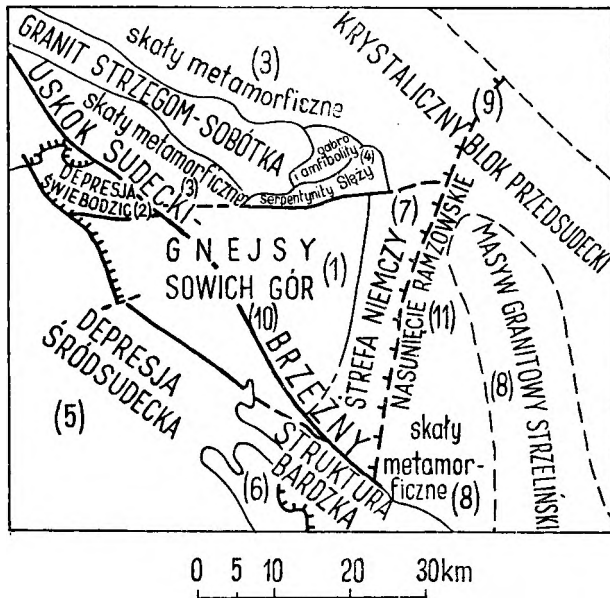 skały metamorficzne (3)
GRANIT STRZEGOM-SOBÓTKA
KRYSTALICZNY BLOK PRZEDSUDECKI
(9)
USKOK SUDECKI-
BRZEŻNY
(10)
skały metamorficzne
(3)
gabro
i amfibolity (4)
serpentynity Ślęży
DEPRESJA
ŚWIEBODZIC (2)
GNEJSY
SOWICH GÓR (1)
STREFA NIEMCZY (7)
NASUNIĘCIE RAMZOWSKIE
(11)
MASYW GRANITOWY STRZELIŃSKI
(8)
DEPRESJA
ŚRÓDSUDECKA
(5)
STRUKTURA
BARDZKA
(6)
skały
metamor-
ficzne (8)
0 5 10 20 30km